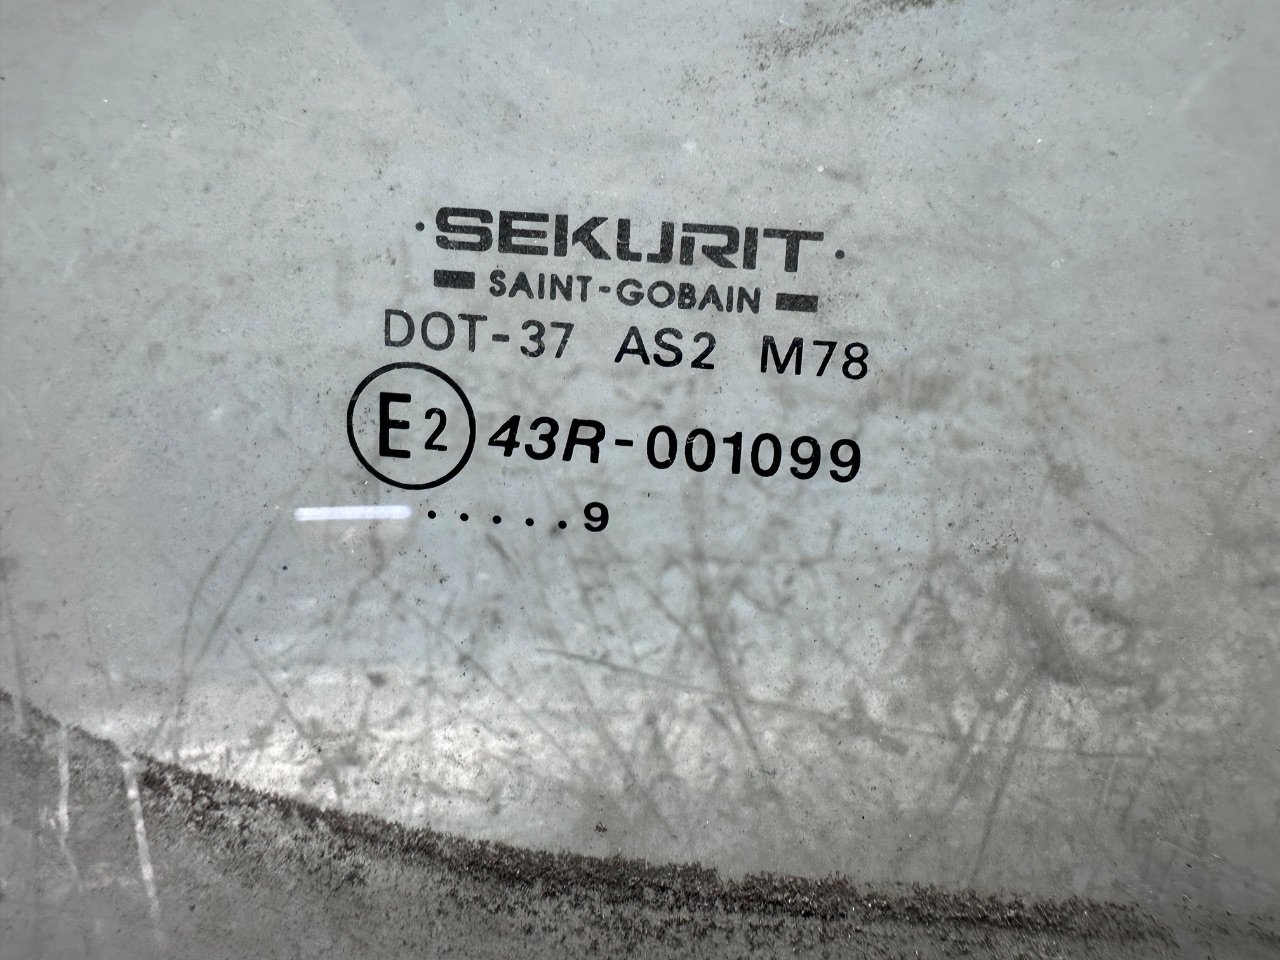 ·SEKURIT·
SAINT-GOBAIN
DOT-37 AS2 M78
E2 43R-001099
.....9